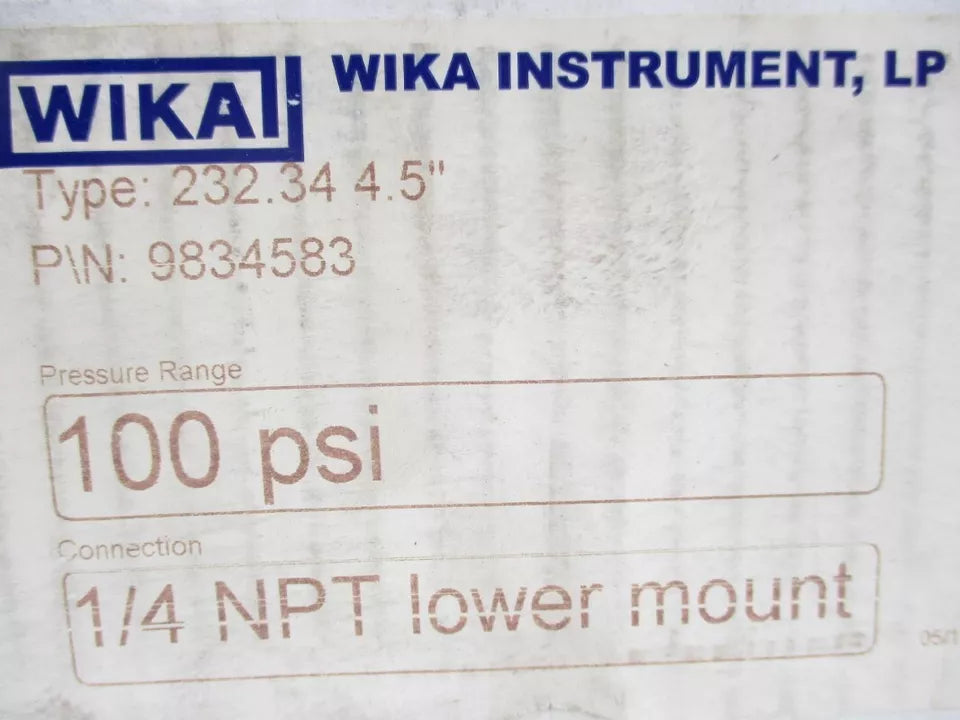 WIKA WIKA INSTRUMENT, LP
Type: 232.34 4.5"
P\N: 9834583
Pressure Range
100 psi
Connection
1/4 NPT lower mount